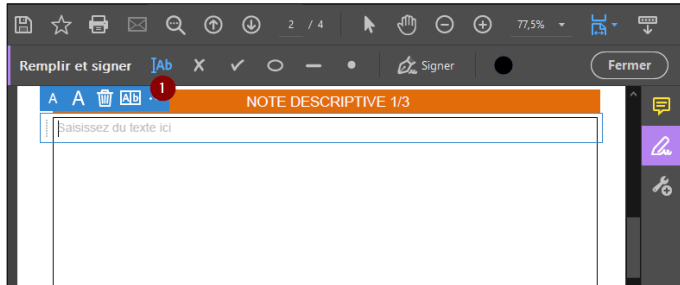 2 / 4 77,5%
Remplir et signer Ab Signer Fermer
1
A A Ab
NOTE DESCRIPTIVE 1/3
Saisissez du texte ici